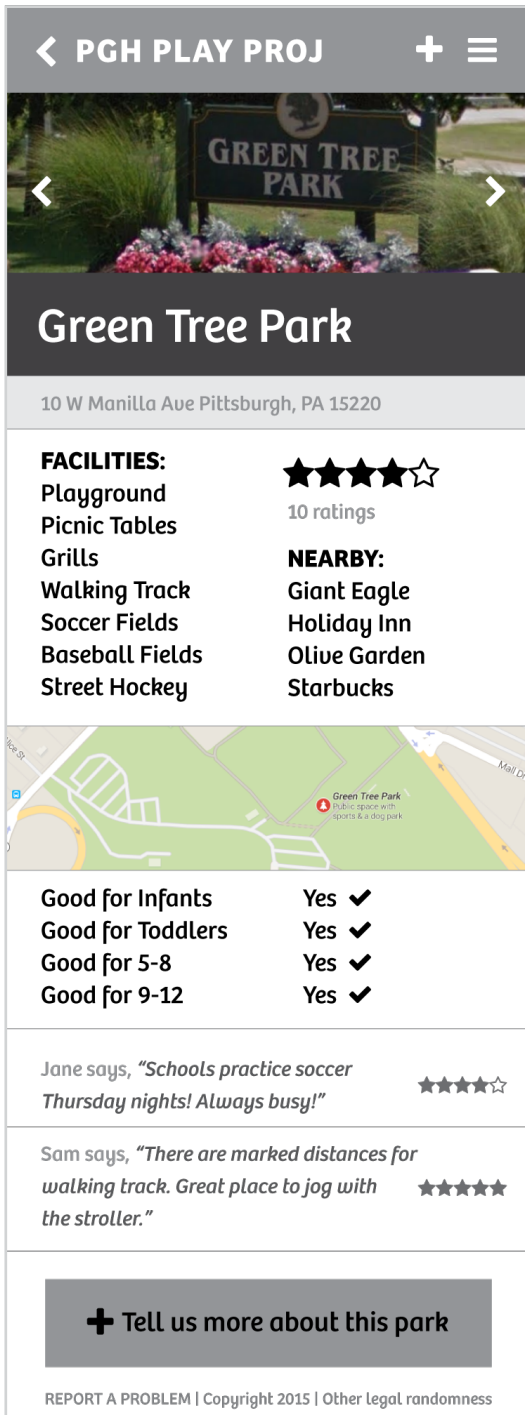 PGH PLAY PROJ
GREEN TREE
PARK
Green Tree Park
10 W Manilla Ave Pittsburgh, PA 15220
FACILITIES:
Playground
Picnic Tables
Grills
Walking Track
Soccer Fields
Baseball Fields
Street Hockey
10 ratings
NEARBY:
Giant Eagle
Holiday Inn
Olive Garden
Starbucks
Mall Dr
Green Tree Park
Public space with
sports & a dog park
Good for Infants Yes
Good for Toddlers Yes
Good for 5-8 Yes
Good for 9-12 Yes
Jane says, “Schools practice soccer
Thursday nights! Always busy!”
Sam says, “There are marked distances for
walking track. Great place to jog with
the stroller.”
Tell us more about this park
REPORT A PROBLEM | Copyright 2015 | Other legal randomness